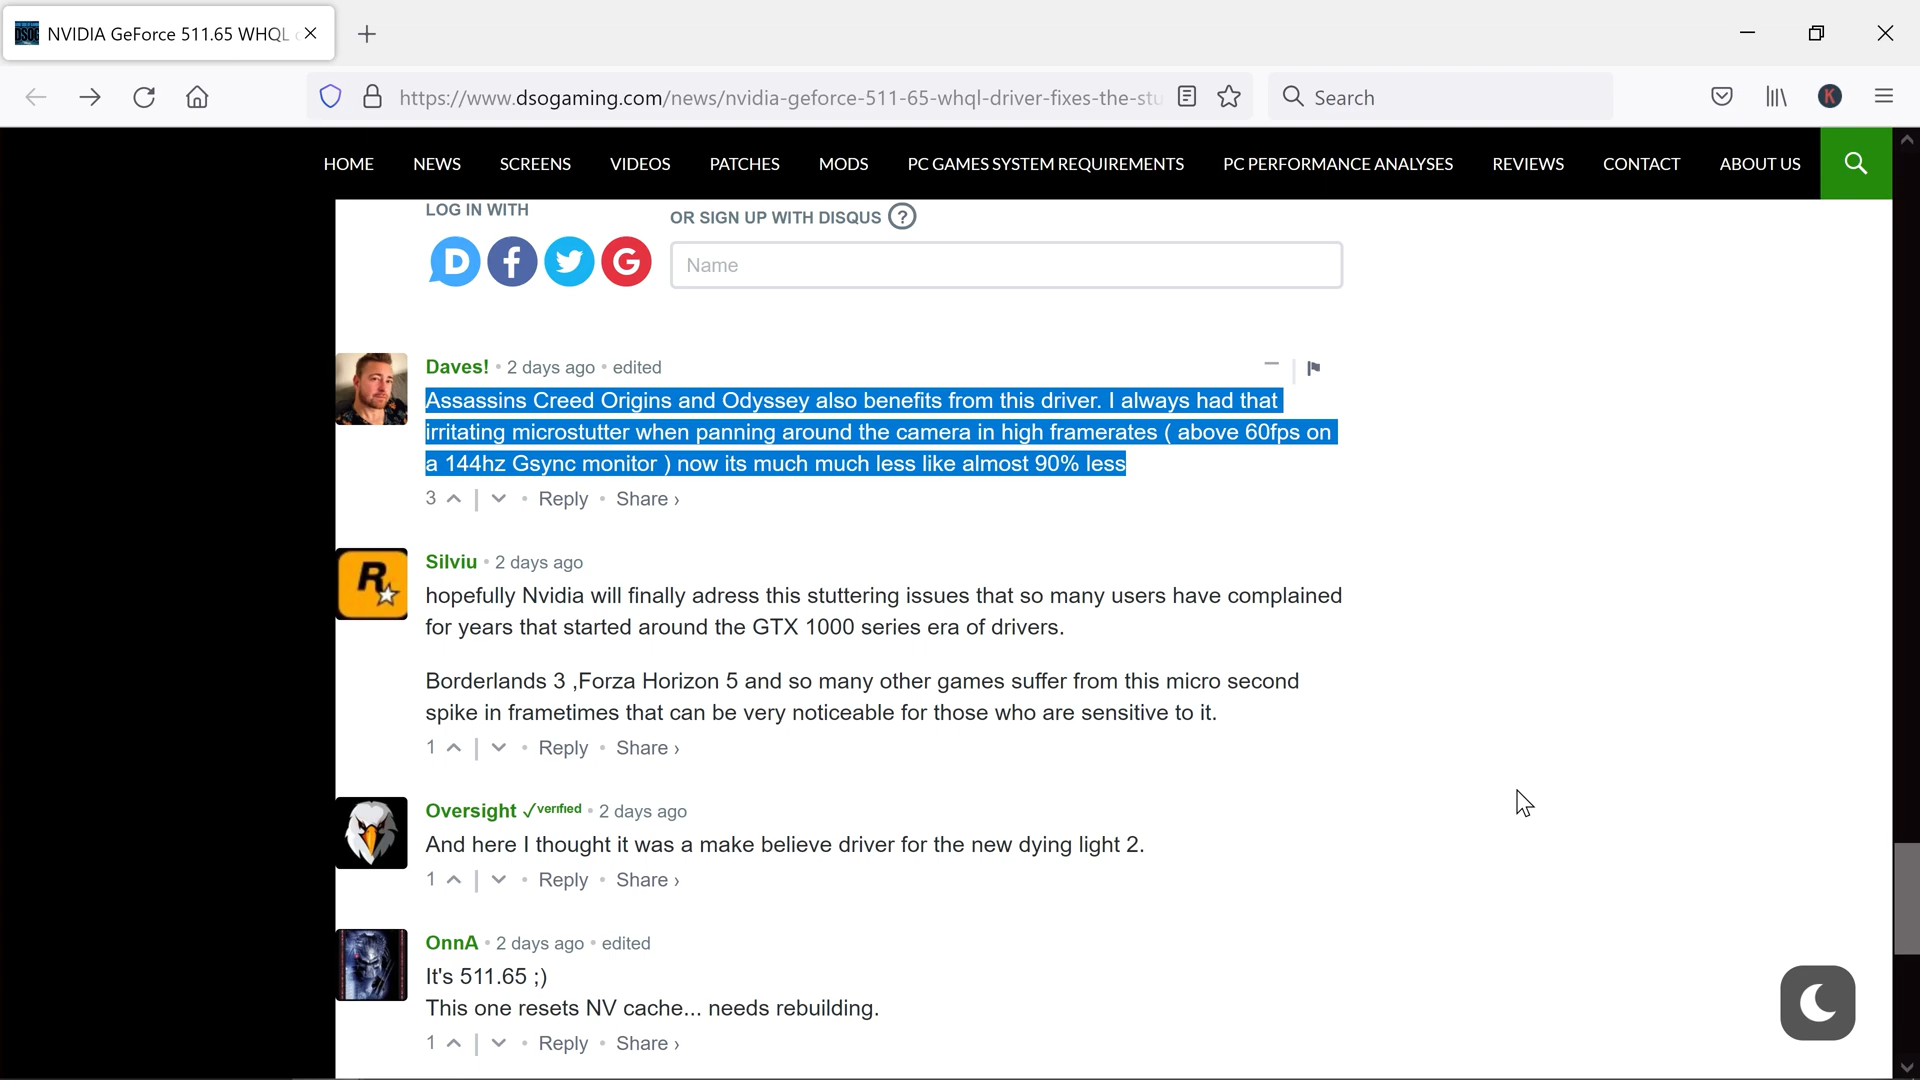 NVIDIA GeForce 511.65 WHQL
https://www.dsogaming.com/news/nvidia-geforce-511-65-whql-driver-fixes-the-stu
Search
K
HOME NEWS SCREENS VIDEOS PATCHES MODS PC GAMES SYSTEM REQUIREMENTS PC PERFORMANCE ANALYSES REVIEWS CONTACT ABOUT US
LOG IN WITH
OR SIGN UP WITH DISQUS ?
D f G
Name
Daves! • 2 days ago • edited
Assassins Creed Origins and Odyssey also benefits from this driver. I always had that
irritating microstutter when panning around the camera in high framerates ( above 60fps on
a 144hz Gsync monitor ) now its much much less like almost 90% less
3 • Reply • Share ›
R
Silviu • 2 days ago
hopefully Nvidia will finally adress this stuttering issues that so many users have complained
for years that started around the GTX 1000 series era of drivers.
Borderlands 3 ,Forza Horizon 5 and so many other games suffer from this micro second
spike in frametimes that can be very noticeable for those who are sensitive to it.
1 • Reply • Share ›
Oversight ✓verified • 2 days ago
And here I thought it was a make believe driver for the new dying light 2.
1 • Reply • Share ›
OnnA • 2 days ago • edited
It's 511.65 ;)
This one resets NV cache... needs rebuilding.
1 • Reply • Share ›